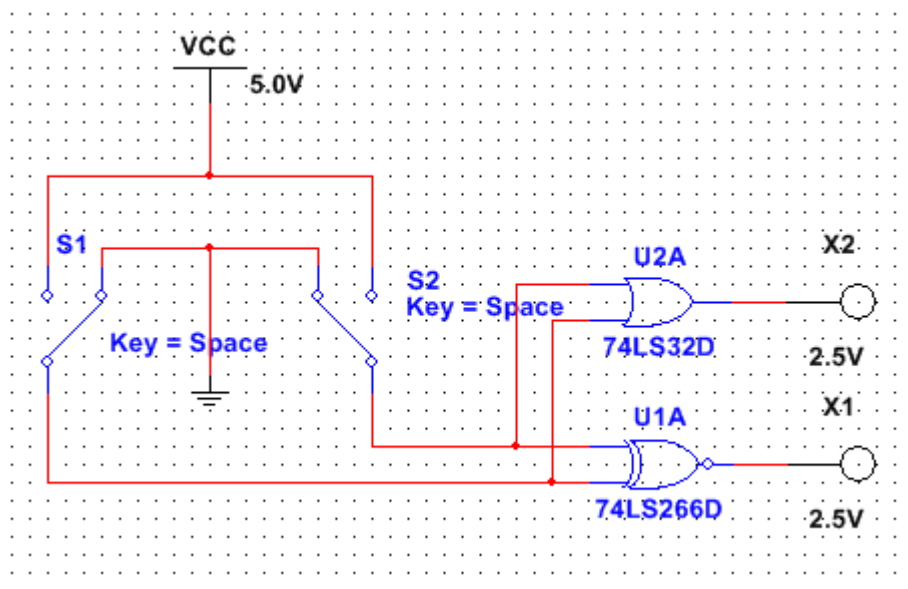 VCC
5.0V
S1
S2
Key = Space
Key = Space
U2A
X2
74LS32D
2.5V
X1
U1A
74LS266D
2.5V